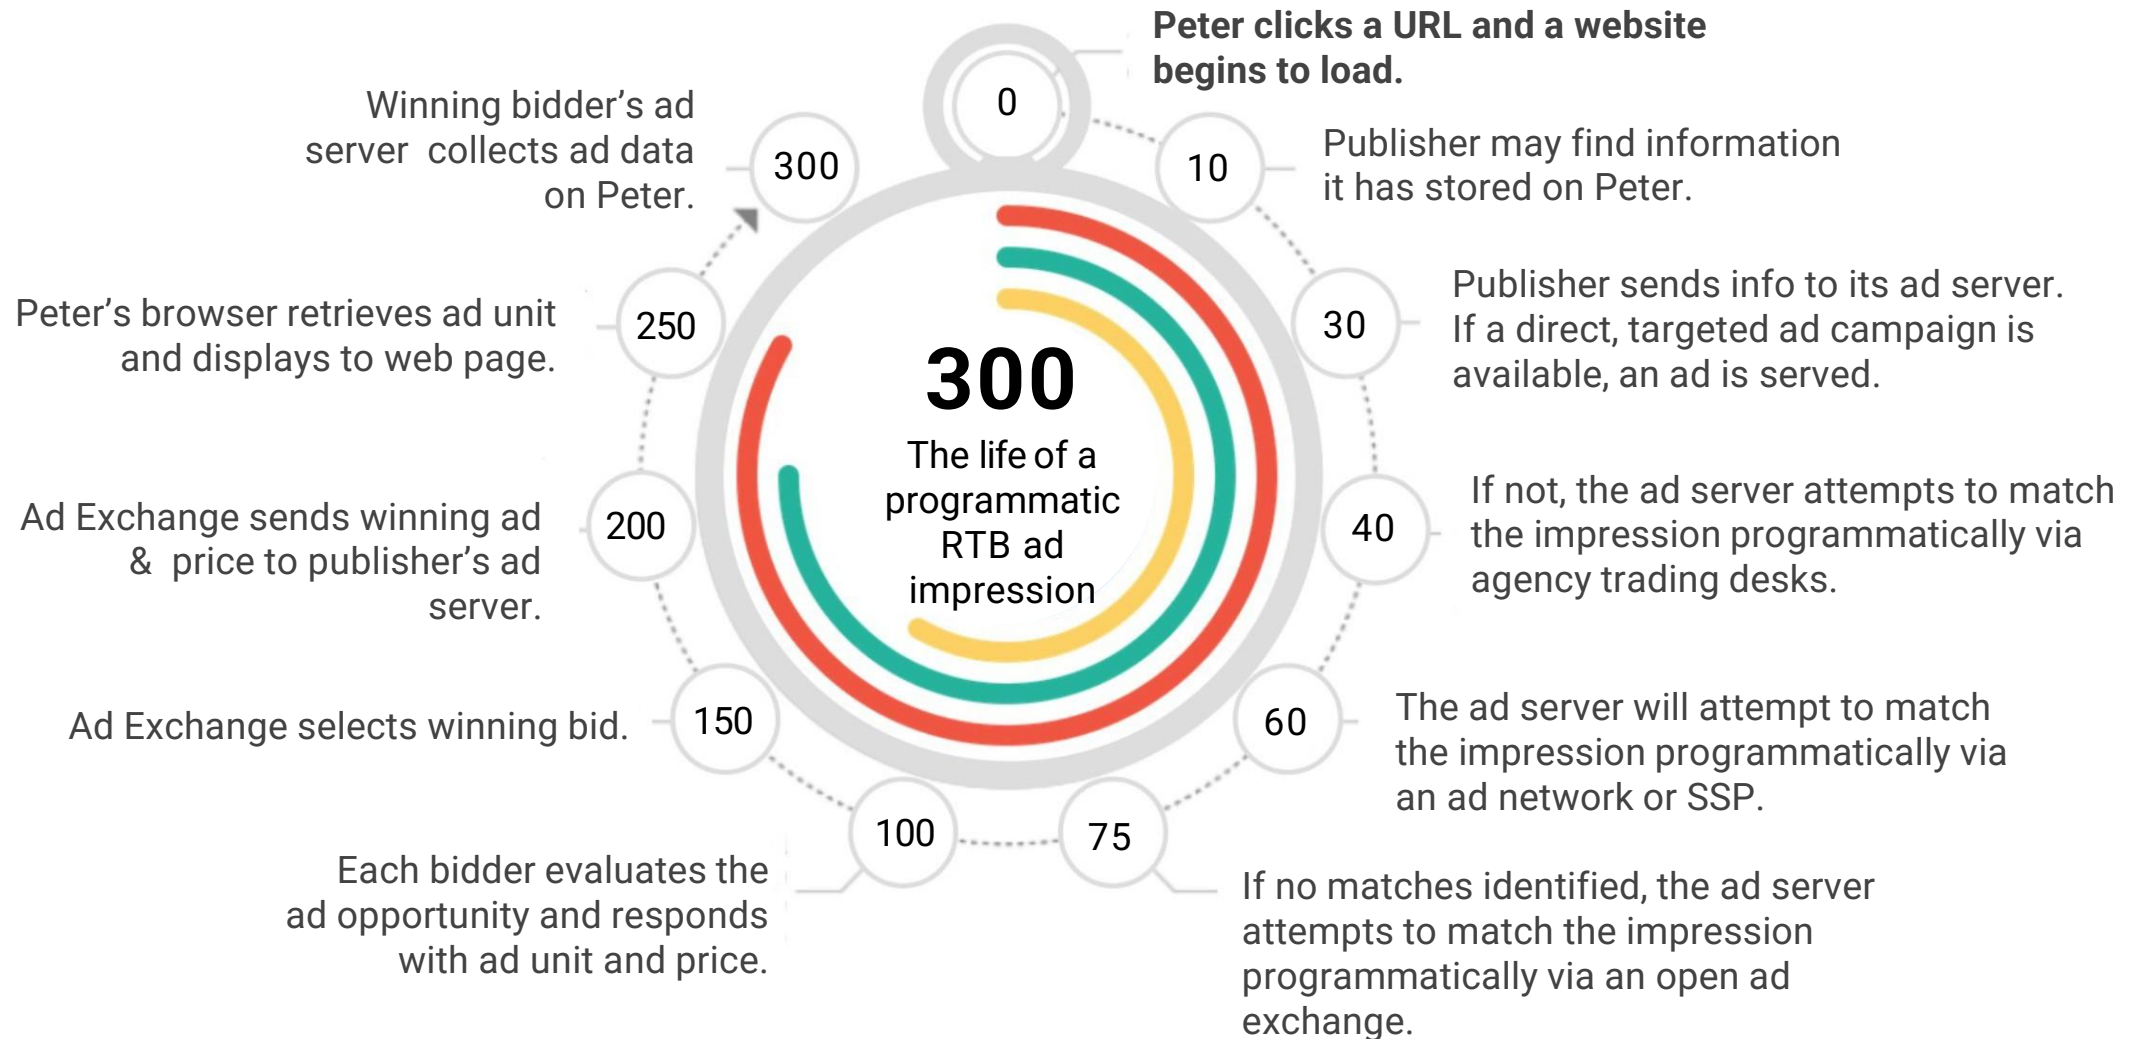 Peter clicks a URL and a website
begins to load.
0
10
Publisher may find information
it has stored on Peter.
30
Publisher sends info to its ad server.
If a direct, targeted ad campaign is
available, an ad is served.
40
If not, the ad server attempts to match
the impression programmatically via
agency trading desks.
60
The ad server will attempt to match
the impression programmatically via
an ad network or SSP.
75
If no matches identified, the ad server
attempts to match the impression
programmatically via an open ad
exchange.
100
Each bidder evaluates the
ad opportunity and responds
with ad unit and price.
150
Ad Exchange selects winning bid.
200
Ad Exchange sends winning ad
& price to publisher's ad
server.
250
Peter's browser retrieves ad unit
and displays to web page.
300
Winning bidder's ad
server collects ad data
on Peter.
300
The life of a
programmatic
RTB ad
impression